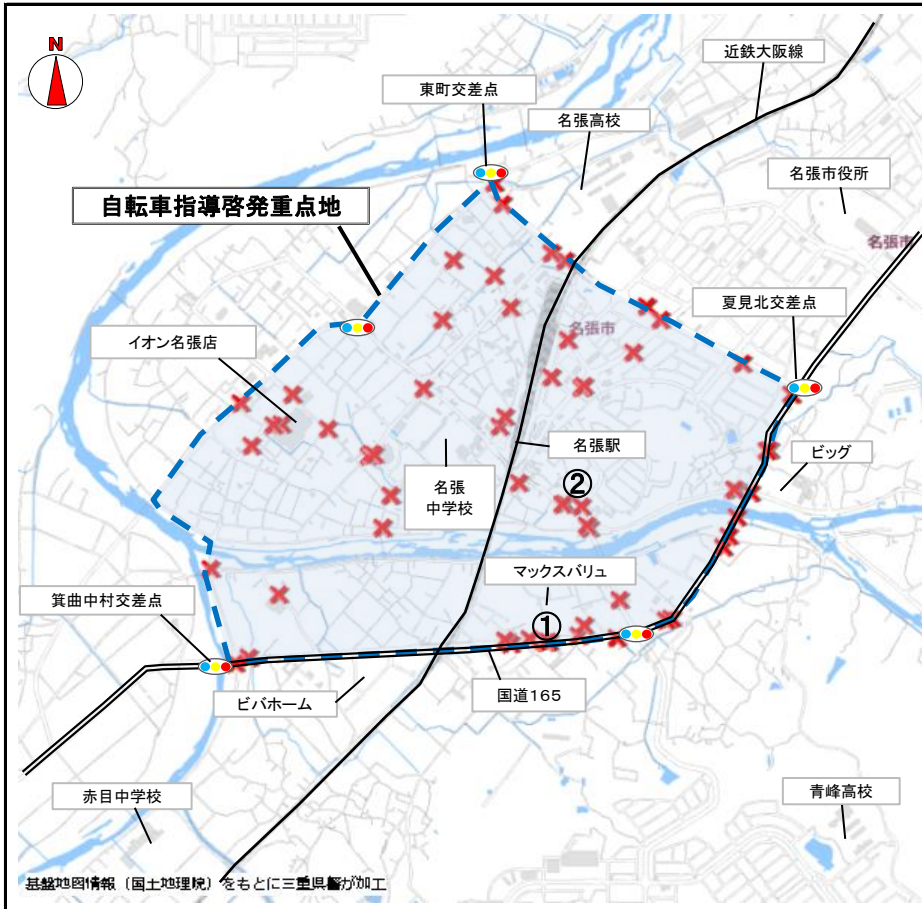 近鉄大阪線
N
東町交差点
名張高校
名張市役所
自転車指導啓発重点地
名張市
夏見北交差点
名張市
イオン名張店
名張駅
ビッグ
名張
中学校
②
マックスバリュ
箕曲中村交差点
①
ビバホーム
国道165
赤目中学校
青峰高校
基盤地図情報（国土地理院）をもとに三重県警が加工